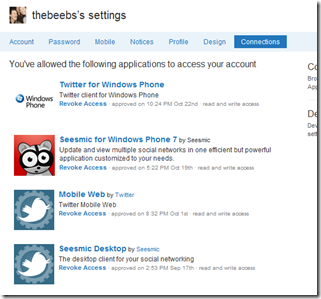 thebeebs's settings
Account Password Mobile Notices Profile Design Connections
You've allowed the following applications to access your account
Co
Twitter for Windows Phone
Twitter client for Windows Phone
Revoke Access · approved on 10:24 PM Oct 22nd · read and write access
Windows
Phone
Seesmic for Windows Phone 7 by Seesmic
Update and view multiple social networks in one efficient but powerful
application customized to your needs.
Revoke Access · approved on 5:22 PM Oct 19th · read and write access
Mobile Web by Twitter
Twitter Mobile Web
Revoke Access · approved on 8:32 PM Oct 1st · read and write access
Seesmic Desktop by Seesmic
The desktop client for your social networking
Revoke Access · approved on 2:53 PM Sep 17th · read and write access